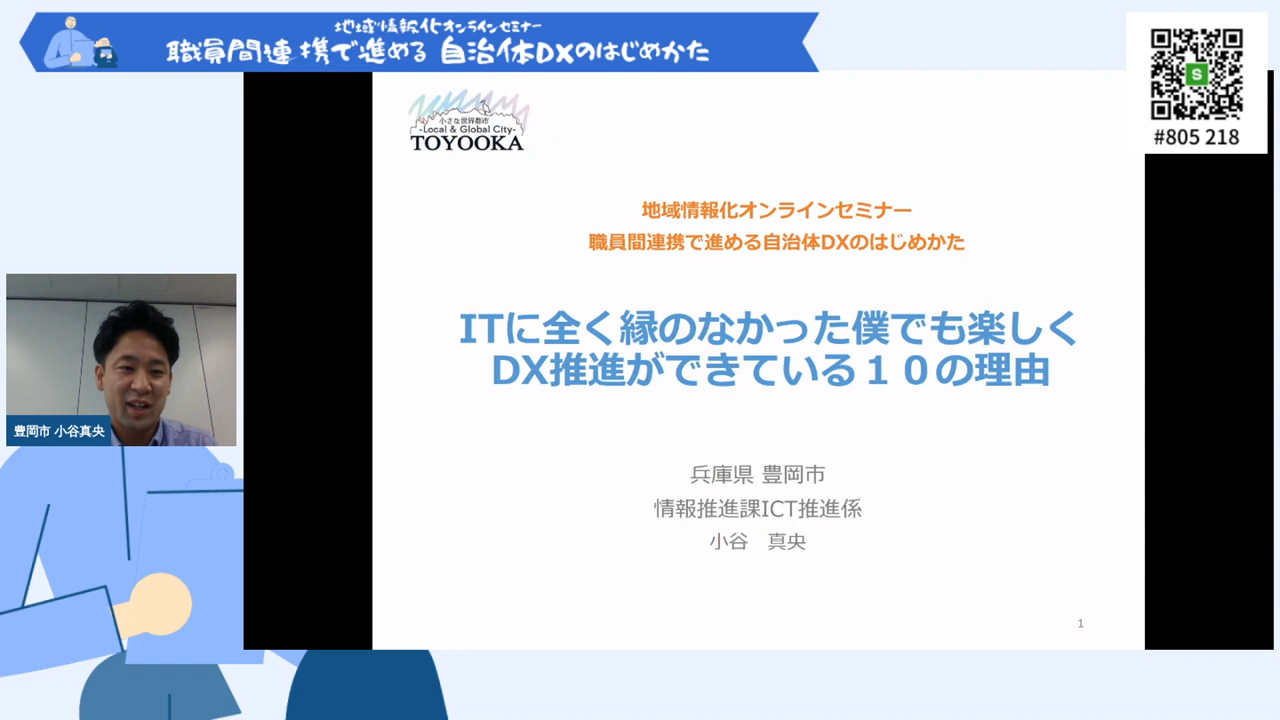 地域情報化オンラインセミナー
職員間連携で進める 自治体DXのはじめかた
S
#805 218
小さな世界都市
-Local & Global City-
TOYOOKA
地域情報化オンラインセミナー
職員間連携で進める自治体DXのはじめかた
ITに全く縁のなかった僕でも楽しく
DX推進ができている１０の理由
豊岡市 小谷真央
兵庫県 豊岡市
情報推進課ICT推進係
小谷　真央
1